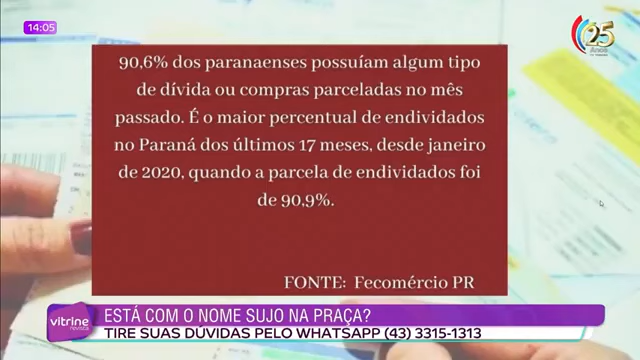 14:05
25
Anos
90,6% dos paranaenses possuíam algum tipo
de dívida ou compras parceladas no mês
passado. É o maior percentual de endividados
no Paraná dos últimos 17 meses, desde janeiro
de 2020, quando a parcela de endividados foi
de 90,9%.
FONTE: Fecomércio PR
vitrine
revista
ESTÁ COM O NOME SUJO NA PRAÇA?
TIRE SUAS DÚVIDAS PELO WHATSAPP (43) 3315-1313